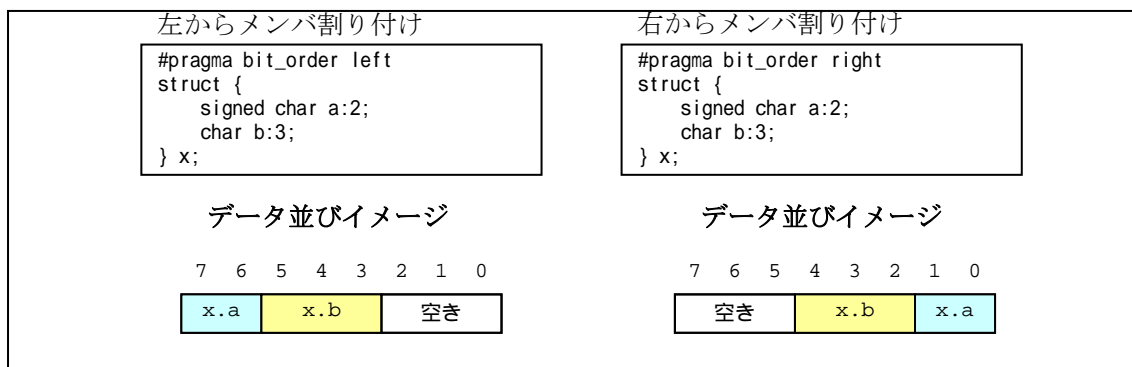 左からメンバ割り付け
#pragma bit_order left
struct {
signed char a:2;
char b:3;
} x;
データ並びイメージ
7 6 5 4 3 2 1 0
x.a x.b 空き
右からメンバ割り付け
#pragma bit_order right
struct {
signed char a:2;
char b:3;
} x;
データ並びイメージ
7 6 5 4 3 2 1 0
空き x.b x.a